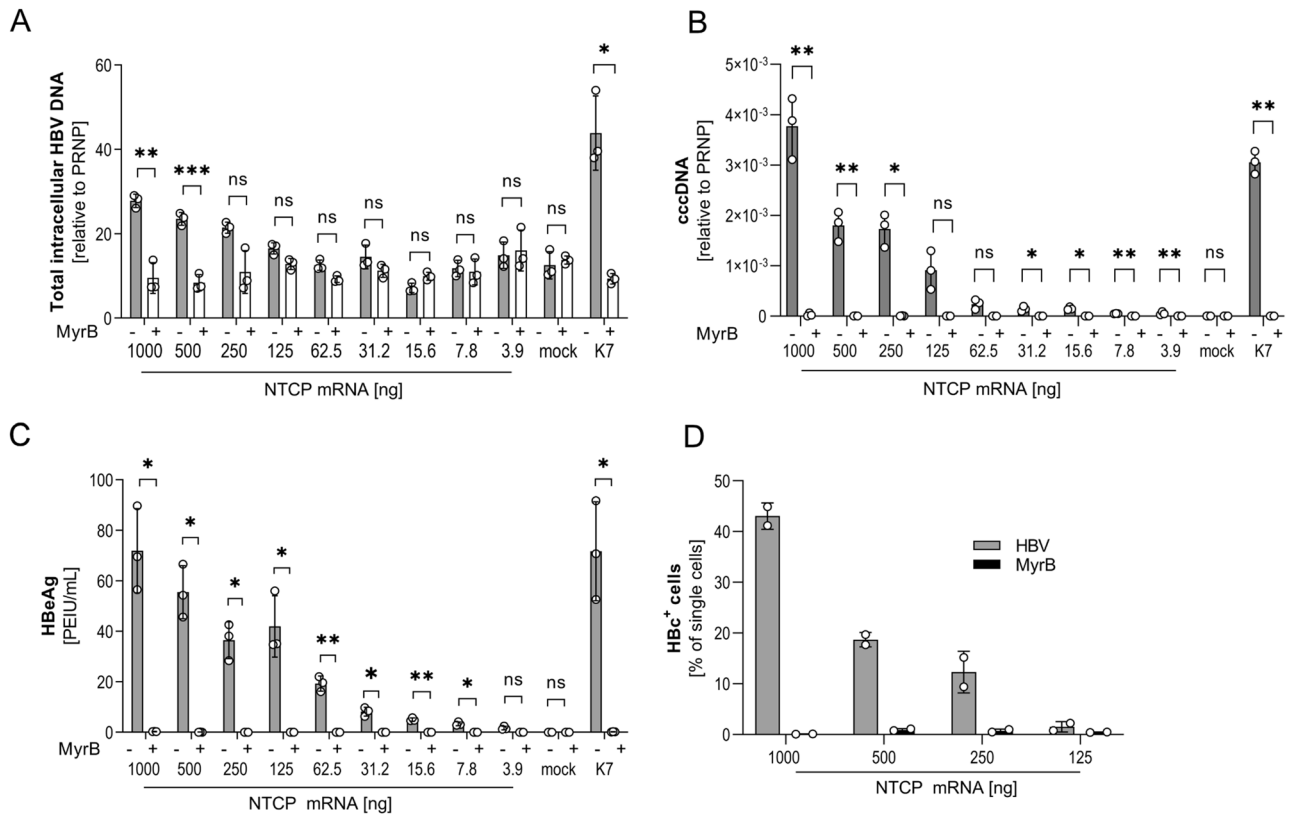 A
Total intracellular HBV DNA
[relative to PRNP]
60
40
20
0
** *** ns ns ns ns ns ns ns ns *
MyrB - + - + - + - + - + - + - + - + - + - + - +
1000 500 250 125 62.5 31.2 15.6 7.8 3.9 mock K7
NTCP mRNA [ng]
B
cccDNA
[relative to PRNP]
5×10⁻³
4×10⁻³
3×10⁻³
2×10⁻³
1×10⁻³
0
** ** * ns ns * * ** ** ns **
MyrB - + - + - + - + - + - + - + - + - + - + - +
1000 500 250 125 62.5 31.2 15.6 7.8 3.9 mock K7
NTCP mRNA [ng]
C
HBeAg
[PEIU/mL]
100
80
60
40
20
0
* * * * ** * ** * ns ns *
MyrB - + - + - + - + - + - + - + - + - + - + - +
1000 500 250 125 62.5 31.2 15.6 7.8 3.9 mock K7
NTCP mRNA [ng]
D
HBc⁺ cells
[% of single cells]
50
40
30
20
10
0
HBV
MyrB
1000 500 250 125
NTCP mRNA [ng]